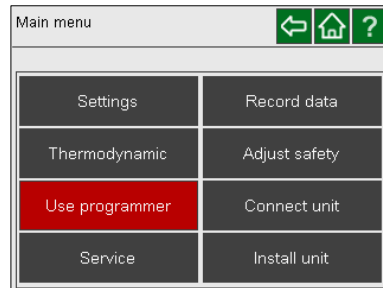 Main menu
?
Settings
Record data
Thermodynamic
Adjust safety
Use programmer
Connect unit
Service
Install unit